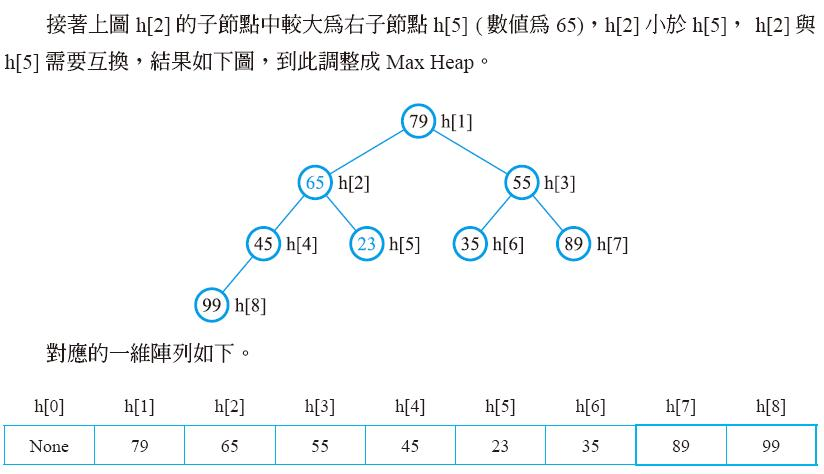 接著上圖 h[2] 的子節點中較大為右子節點 h[5] ( 數值為 65)，h[2] 小於 h[5]， h[2] 與
h[5] 需要互換，結果如下圖，到此調整成 Max Heap。
79 h[1]
65 h[2] 55 h[3]
45 h[4] 23 h[5] 35 h[6] 89 h[7]
99 h[8]
對應的一維陣列如下。
h[0] h[1] h[2] h[3] h[4] h[5] h[6] h[7] h[8]
None 79 65 55 45 23 35 89 99